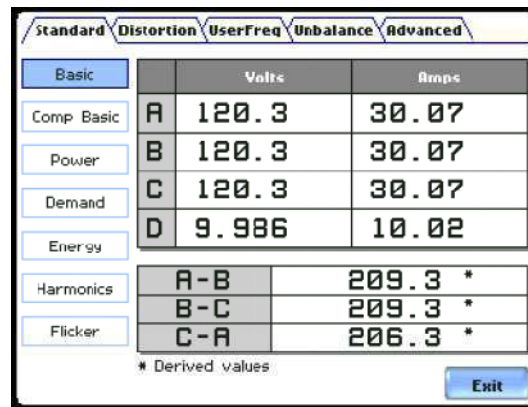 Standard Distortion UserFreq Unbalance Advanced
Basic
Comp Basic
Power
Demand
Energy
Harmonics
Flicker
Volts Amps
A 120.3 30.07
B 120.3 30.07
C 120.3 30.07
D 9.986 10.02
A-B 209.3 *
B-C 209.3 *
C-A 206.3 *
* Derived values
Exit